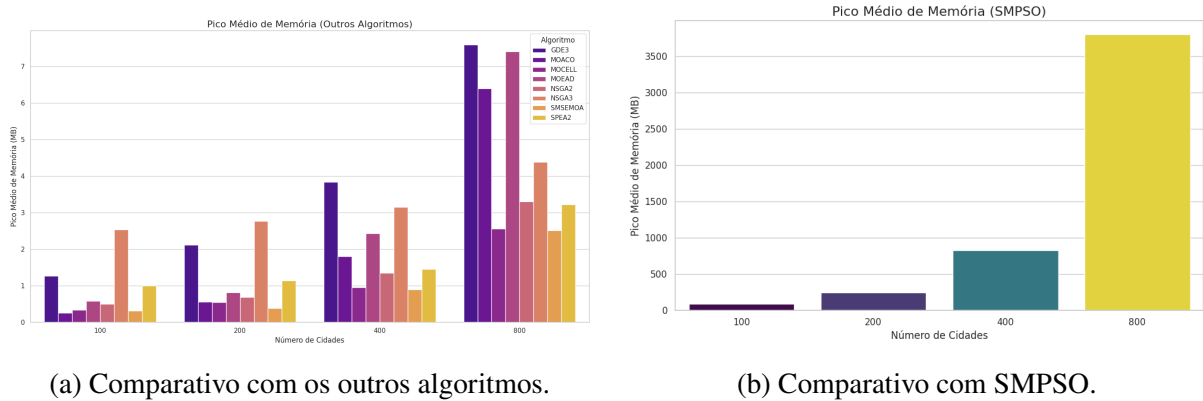 Pico Médio de Memória (Outros Algoritmos)
Pico Médio de Memória (MB)
7
6
5
4
3
2
1
0
100
200
400
800
Número de Cidades
Algoritmo
GDE3
MOACO
MOCELL
MOEAD
NSGA2
NSGA3
SMSEMOA
SPEA2
(a) Comparativo com os outros algoritmos.
Pico Médio de Memória (SMPSO)
Pico Médio de Memória (MB)
3500
3000
2500
2000
1500
1000
500
0
100
200
400
800
Número de Cidades
(b) Comparativo com SMPSO.